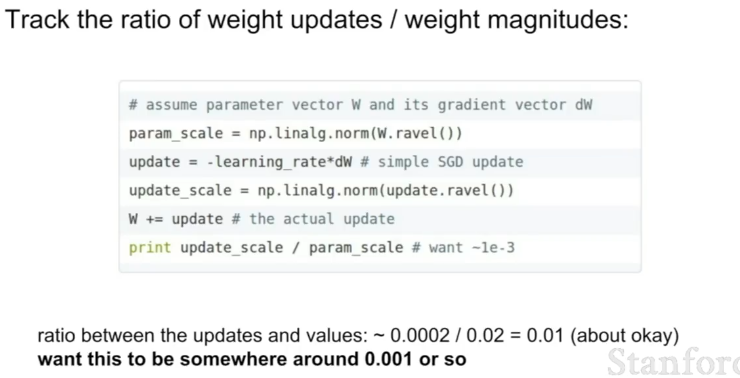 Track the ratio of weight updates / weight magnitudes:
# assume parameter vector W and its gradient vector dW
param_scale = np.linalg.norm(W.ravel())
update = -learning_rate*dW # simple SGD update
update_scale = np.linalg.norm(update.ravel())
W += update # the actual update
print update_scale / param_scale # want ~1e-3
ratio between the updates and values: ~ 0.0002 / 0.02 = 0.01 (about okay)
want this to be somewhere around 0.001 or so
Stanford